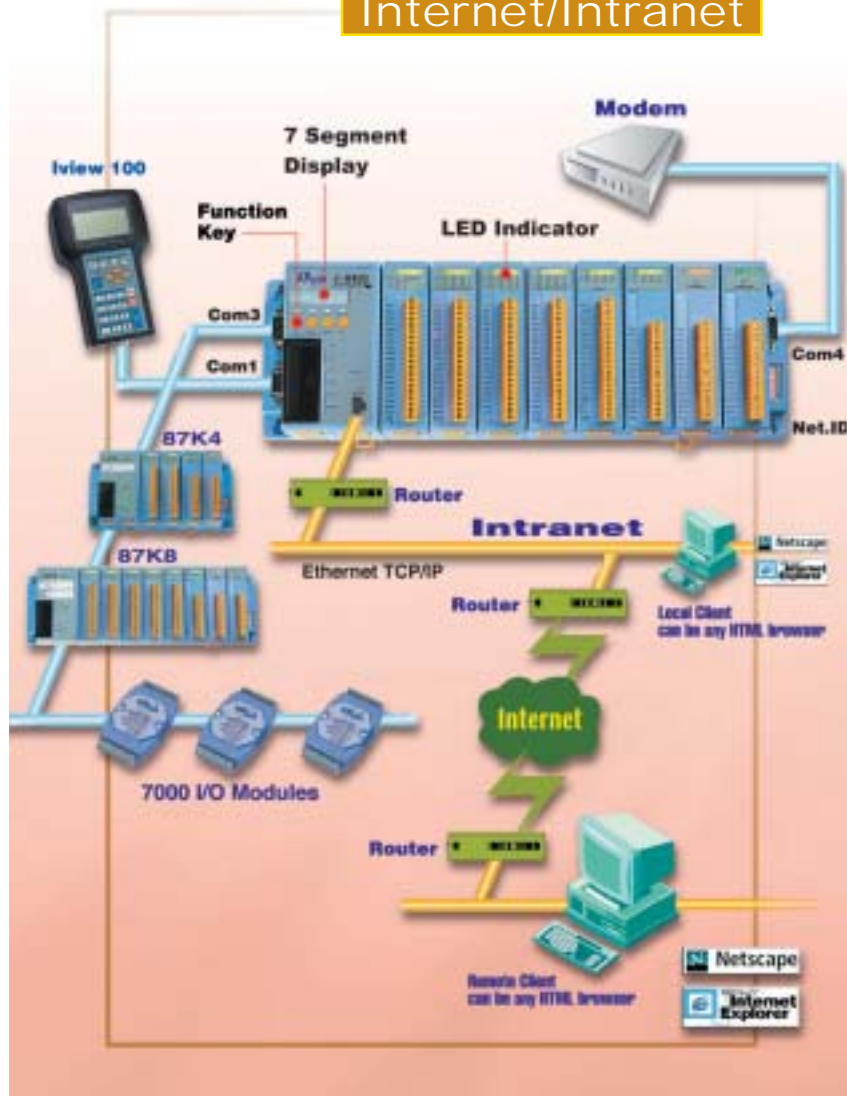 Internet/Intranet
Modem
7 Segment
Display
Iview 100
Function
Key
LED Indicator
Com3
Com1
Com4
Net.ID
87K4
Router
Intranet
Netscape
Internet
Explorer
87K8
Ethernet TCP/IP
Router
Local Client
can be any HTML browser
Internet
7000 I/O Modules
Router
Netscape
Remote Client
can be any HTML browser
Internet
Explorer